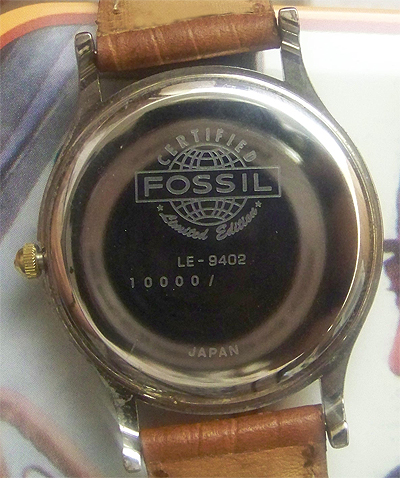 CERTIFIED
FOSSIL
Limited Edition
LE-9402
10000/
JAPAN